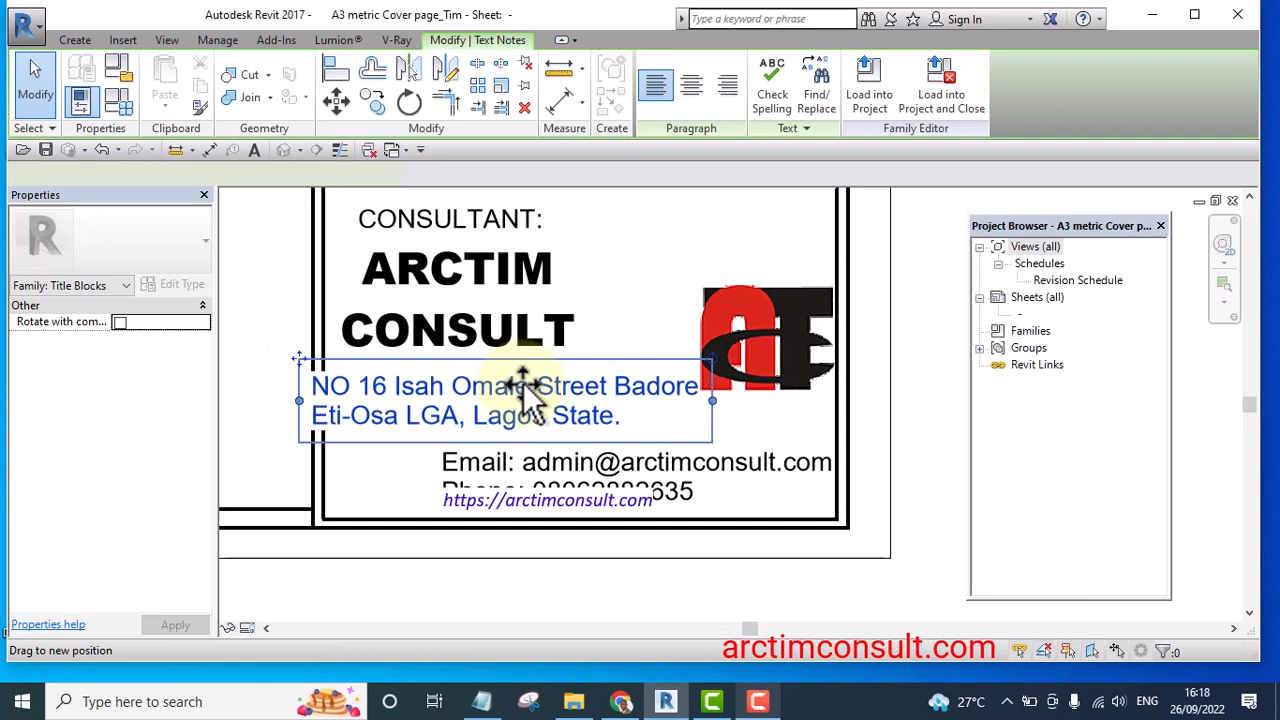 Autodesk Revit 2017 - A3 metric Cover page_Tim - Sheet: -
Type a keyword or phrase
Sign In
Create Insert View Manage Add-Ins Lumion® V-Ray Modify | Text Notes
Modify
Paste
Cut
Join
ABC
Check Spelling
Find/ Replace
Load into Project
Load into Project and Close
Select Properties Clipboard Geometry Modify Measure Create Paragraph Text Family Editor
Properties
Family: Title Blocks
Edit Type
Other
Rotate with com...
Properties help
Apply
CONSULTANT:
ARCTIM
CONSULT
NO 16 Isah Omale Street Badore
Eti-Osa LGA, Lagos State.
Email: admin@arctimconsult.com
https://arctimconsult.com
Project Browser - A3 metric Cover p...
Views (all)
Schedules
Revision Schedule
Sheets (all)
-
Families
Groups
Revit Links
2D
Drag to new position
:0
arctimconsult.com
Type here to search
27°C
ENG
16:18
26/09/2022